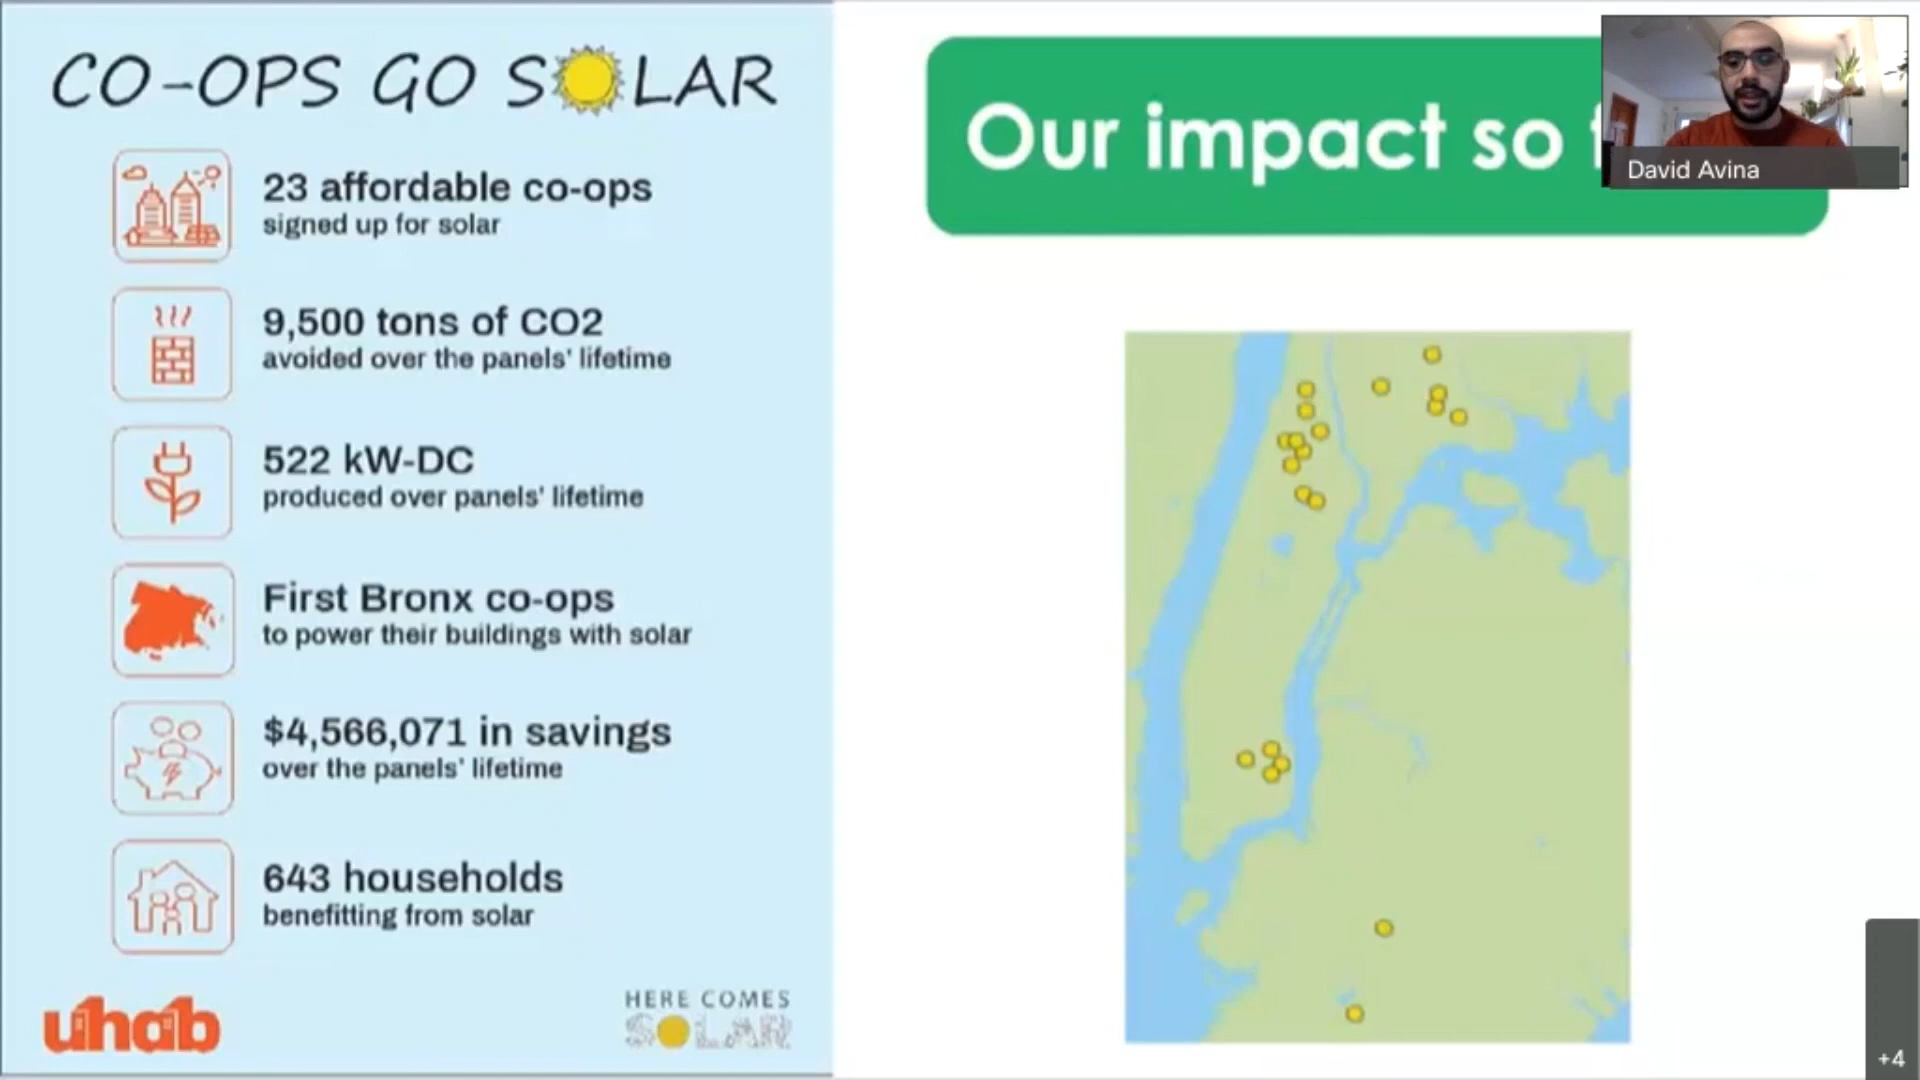 CO-OPS GO SOLAR
23 affordable co-ops
signed up for solar
9,500 tons of CO2
avoided over the panels' lifetime
522 kW-DC
produced over panels' lifetime
First Bronx co-ops
to power their buildings with solar
$4,566,071 in savings
over the panels' lifetime
643 households
benefitting from solar
uhab
HERE COMES
SOLAR
Our impact so
David Avina
+4